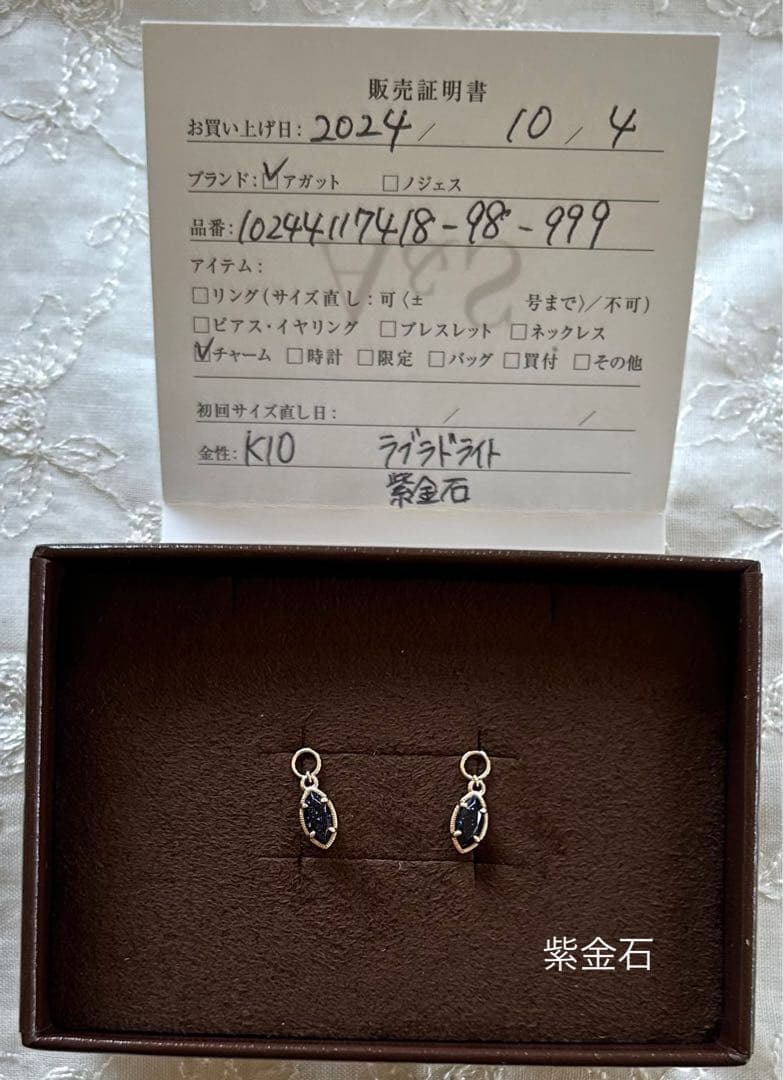 販売証明書
お買い上げ日: 2024 / 10 / 4
ブランド: ☑アガット □ノジェス
品番: 10244117418-98-999
アイテム:
□リング(サイズ直し: 可〈± 号まで〉/不可)
□ピアス・イヤリング □ブレスレット □ネックレス
☑チャーム □時計 □限定 □バッグ □買付 □その他
初回サイズ直し日: / /
金性: K10 ラブラドライト
紫金石
紫金石